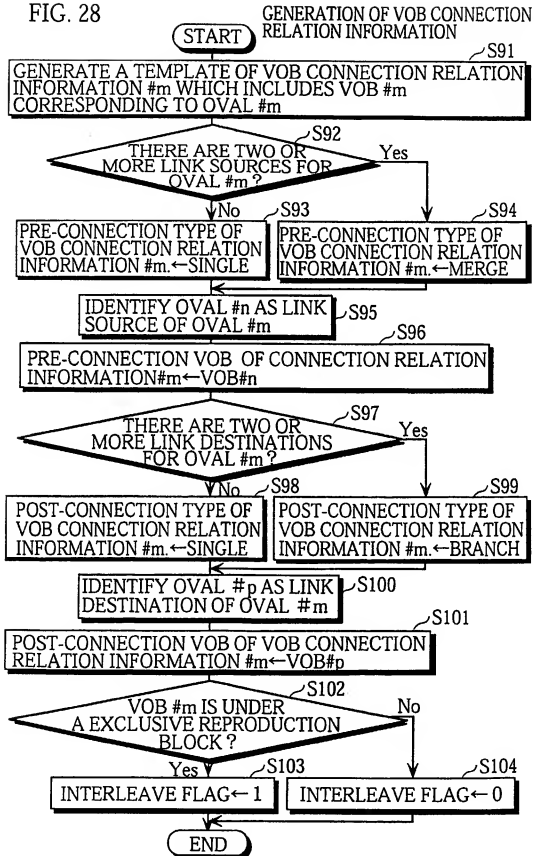 FIG. 28
GENERATION OF VOB CONNECTION
RELATION INFORMATION
START
S91
GENERATE A TEMPLATE OF VOB CONNECTION RELATION
INFORMATION #m WHICH INCLUDES VOB #m
CORRESPONDING TO OVAL #m
S92
THERE ARE TWO OR
MORE LINK SOURCES FOR
OVAL #m ?
Yes
No
S93
S94
PRE-CONNECTION TYPE OF
VOB CONNECTION RELATION
INFORMATION #m.←SINGLE
PRE-CONNECTION TYPE OF
VOB CONNECTION RELATION
INFORMATION #m.←MERGE
IDENTIFY OVAL #n AS LINK
SOURCE OF OVAL #m
S95
S96
PRE-CONNECTION VOB OF CONNECTION RELATION
INFORMATION#m←VOB#n
S97
THERE ARE TWO OR
MORE LINK DESTINATIONS
FOR OVAL #m ?
Yes
No
S98
S99
POST-CONNECTION TYPE OF
VOB CONNECTION RELATION
INFORMATION #m.←SINGLE
POST-CONNECTION TYPE OF
VOB CONNECTION RELATION
INFORMATION #m.←BRANCH
S100
IDENTIFY OVAL #p AS LINK
DESTINATION OF OVAL #m
S101
POST-CONNECTION VOB OF VOB CONNECTION
RELATION INFORMATION #m←VOB#p
S102
VOB #m IS UNDER
A EXCLUSIVE REPRODUCTION
BLOCK ?
No
Yes
S103
S104
INTERLEAVE FLAG←1
INTERLEAVE FLAG←0
END